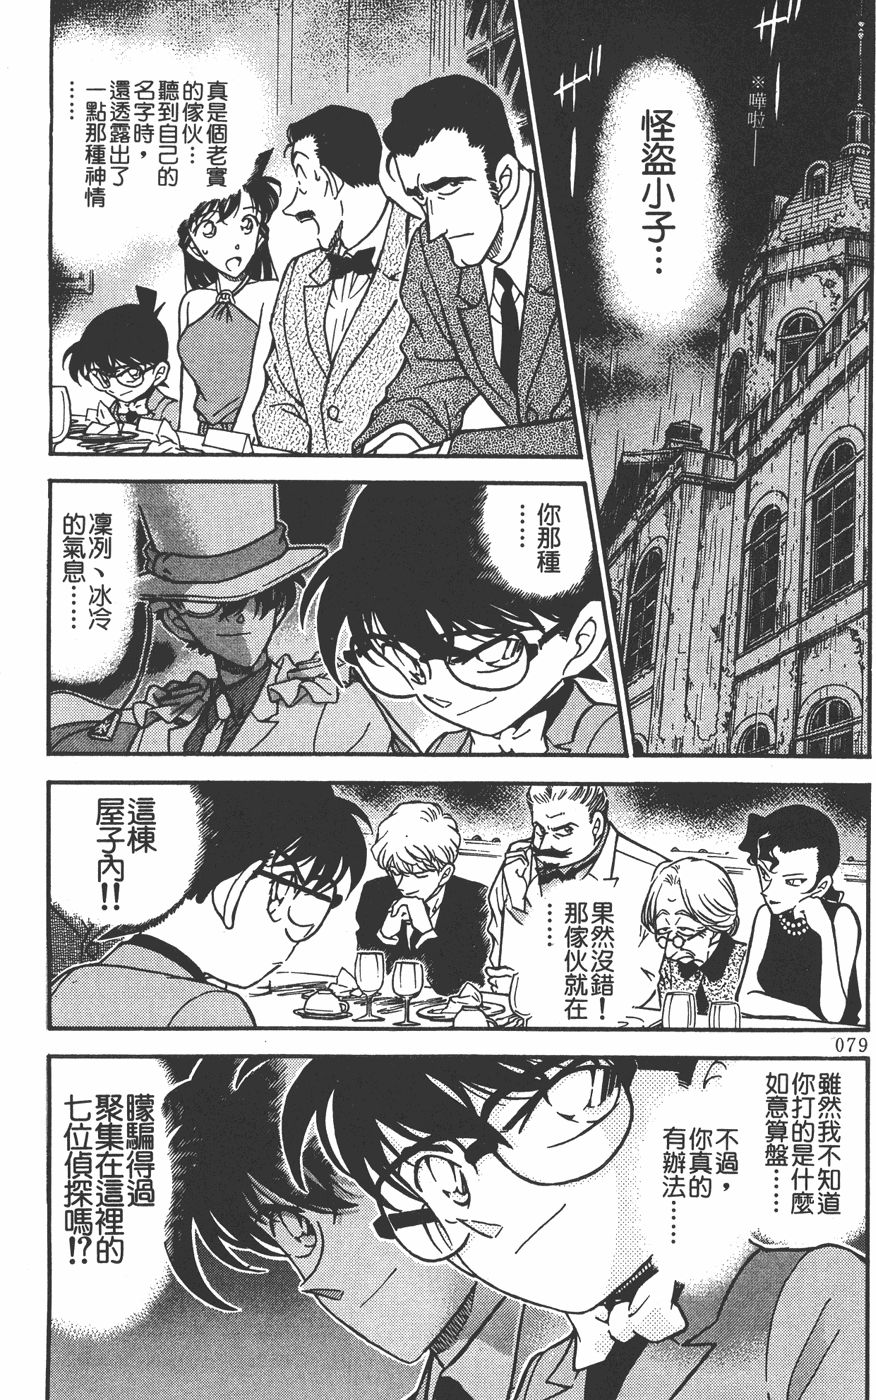 ※嘩啦——
怪盜小子…
真是個老實
的傢伙…
聽到自己的
名字時，
還透露出了
一點那種神情
……
你那種
……
凜冽、冰冷
的氣息……
果然沒錯！
那傢伙就在
……
這棟
屋子內!!
079
雖然我不知道
你打的是什麼
如意算盤……
不過，
你真的
有辦法……
矇騙得過
聚集在這裡的
七位偵探嗎!?